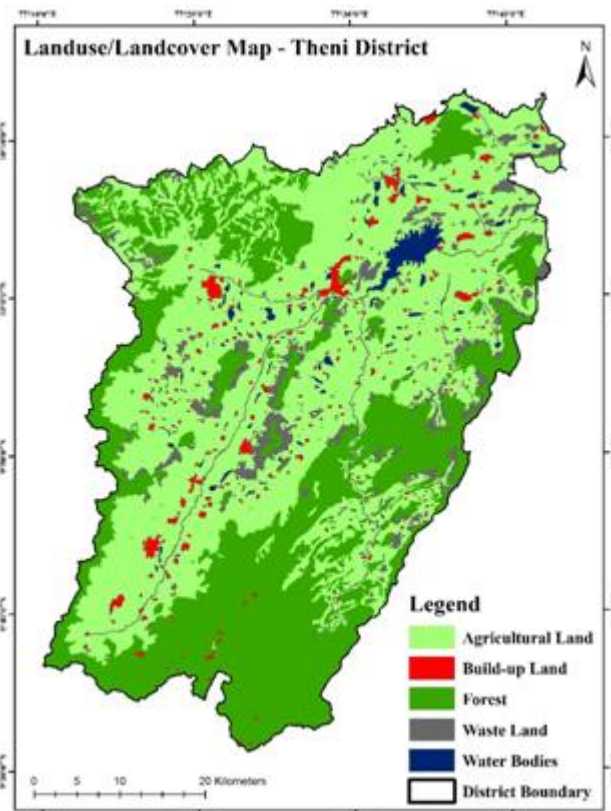 Landuse/Landcover Map - Theni District
N
Legend
Agricultural Land
Build-up Land
Forest
Waste Land
Water Bodies
District Boundary
0 5 10 20 Kilometers